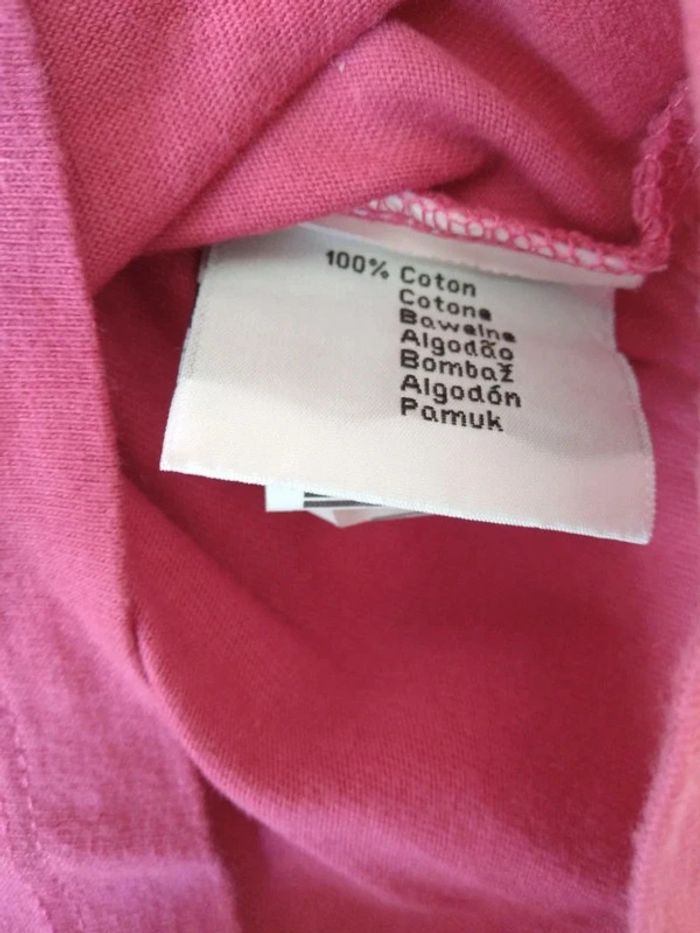 100% Coton
Cotone
Bawełna
Algodão
Bombaž
Algodón
Pamuk